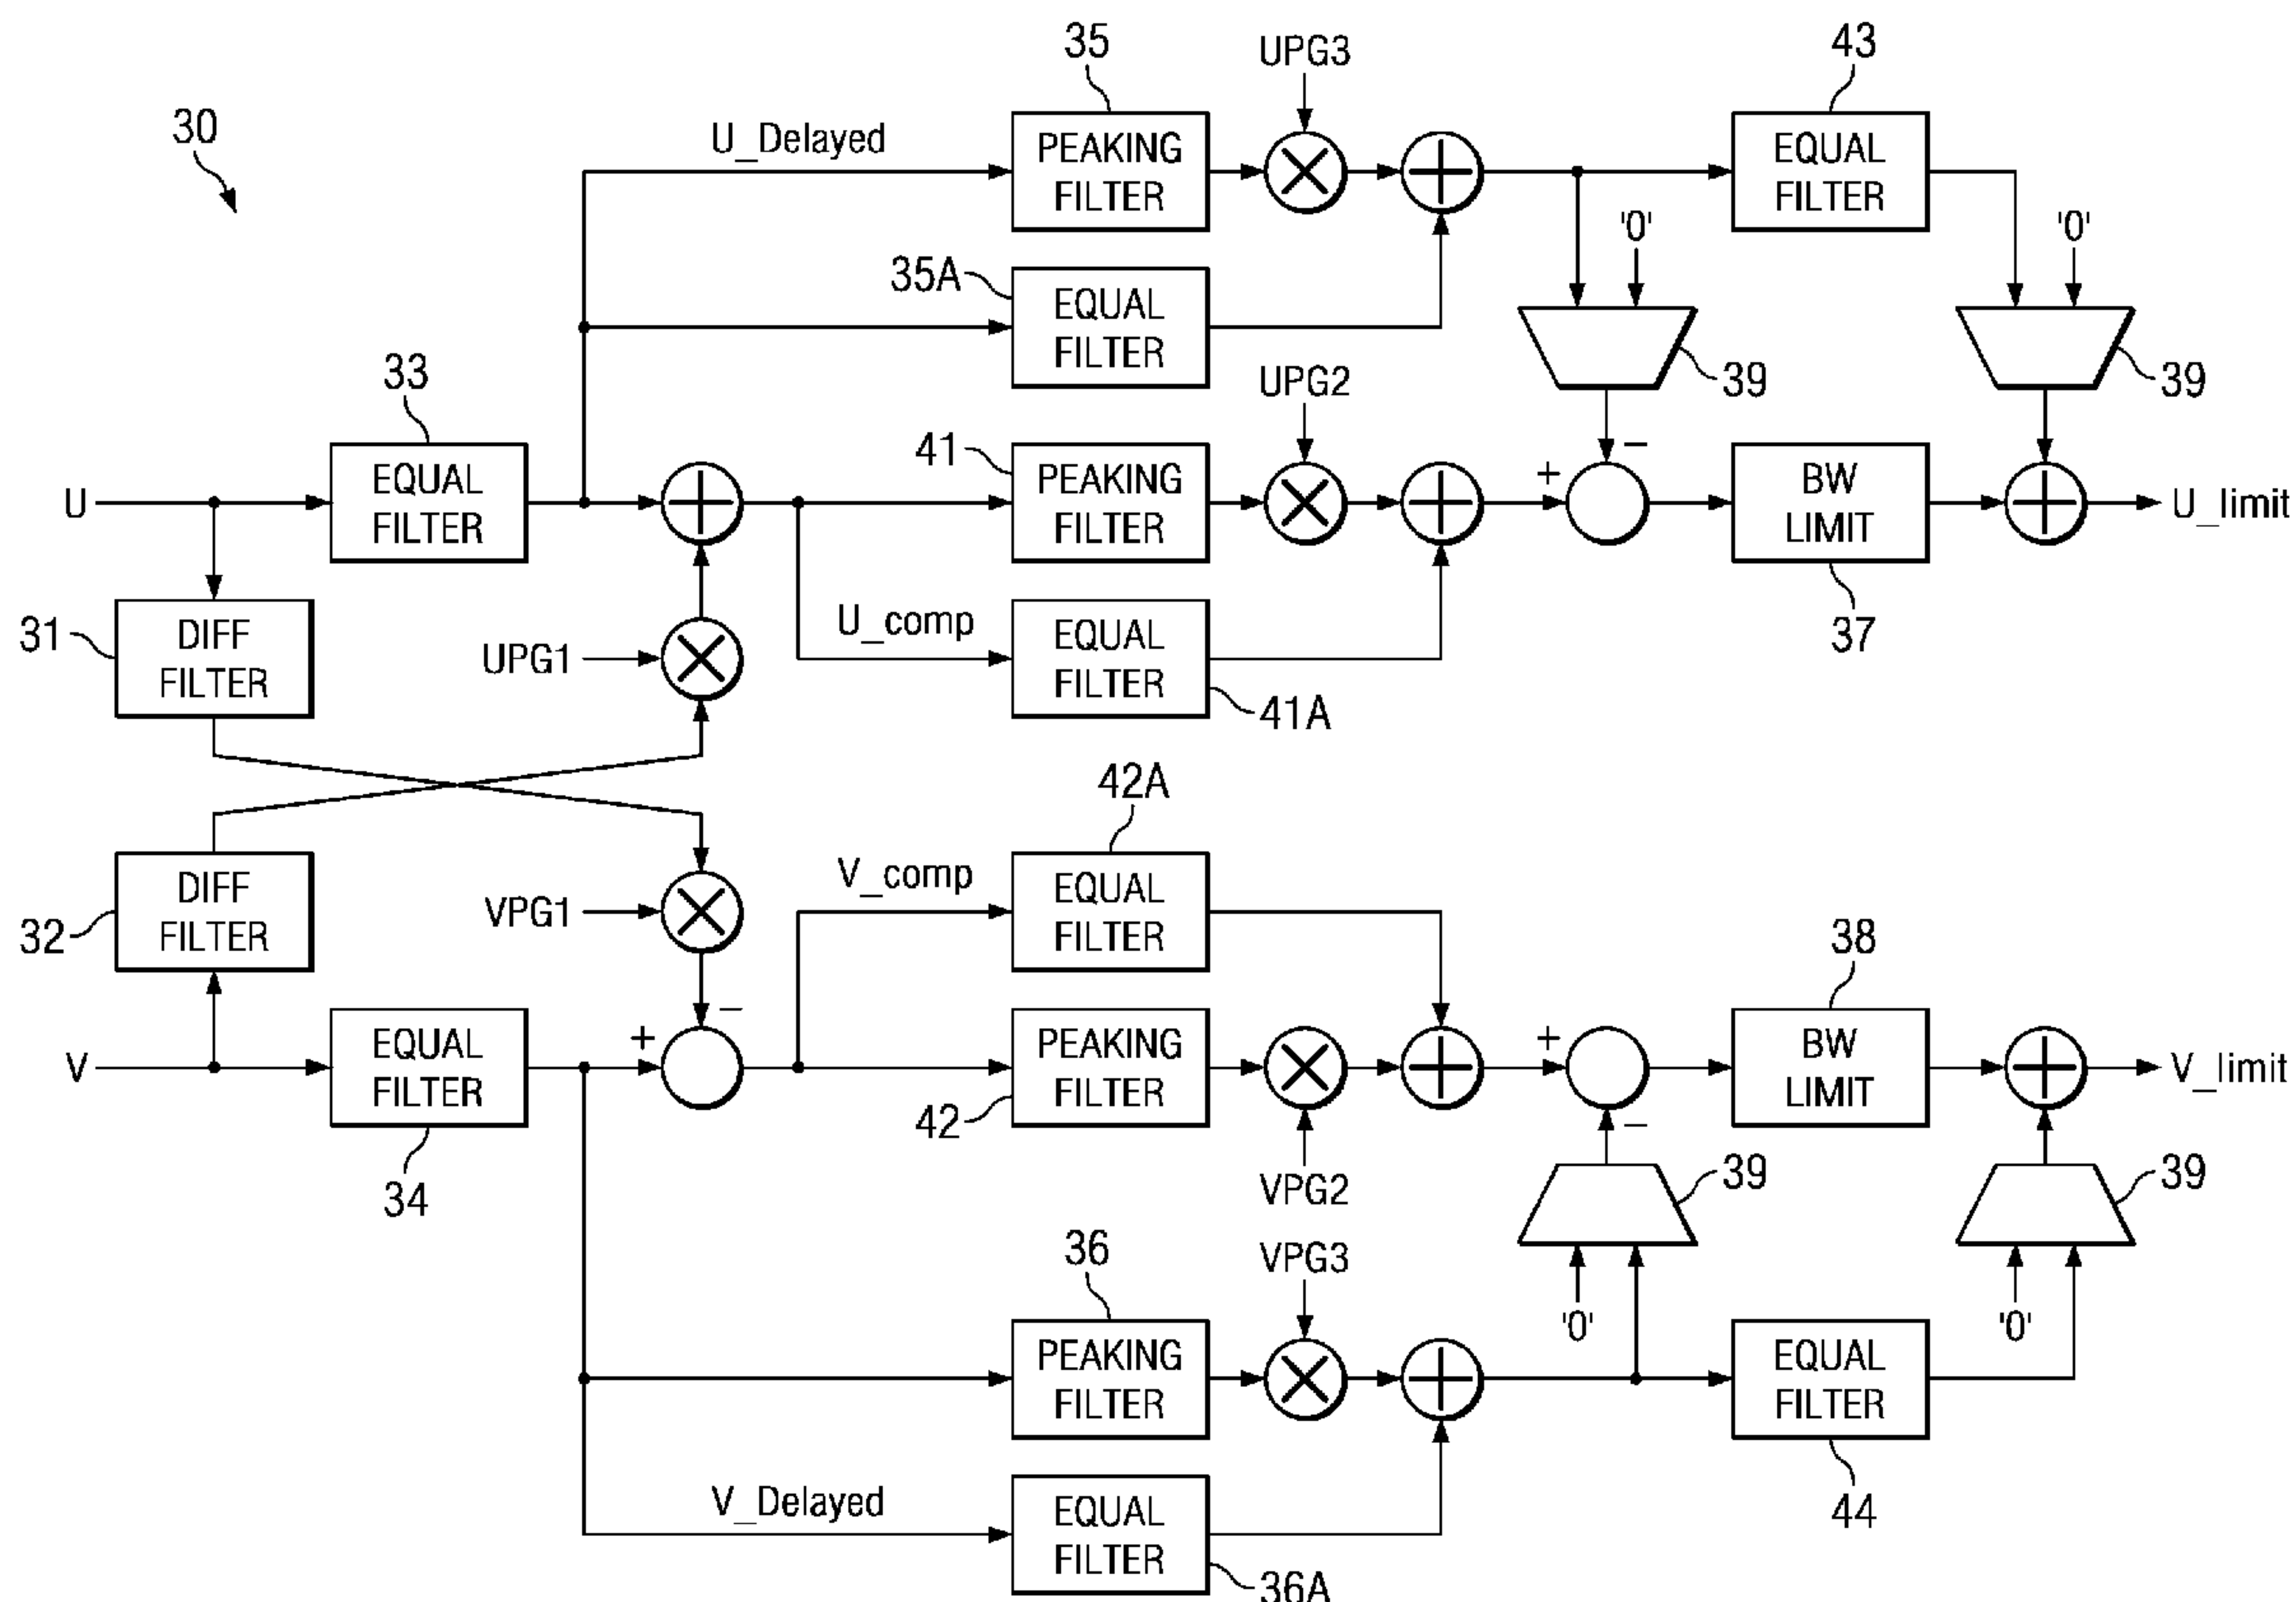 30
35
UPG3
43
U_Delayed
PEAKING
FILTER
EQUAL
FILTER
'0'
'0'
35A
EQUAL
FILTER
39
39
33
UPG2
U
EQUAL
FILTER
41
PEAKING
FILTER
+
–
BW
LIMIT
U_limit
37
31
DIFF
FILTER
UPG1
U_comp
EQUAL
FILTER
41A
42A
32
DIFF
FILTER
VPG1
V_comp
EQUAL
FILTER
38
V
EQUAL
FILTER
34
+
–
PEAKING
FILTER
42
VPG2
+
–
BW
LIMIT
V_limit
39
39
36
VPG3
'0'
'0'
PEAKING
FILTER
EQUAL
FILTER
44
V_Delayed
EQUAL
FILTER
36A